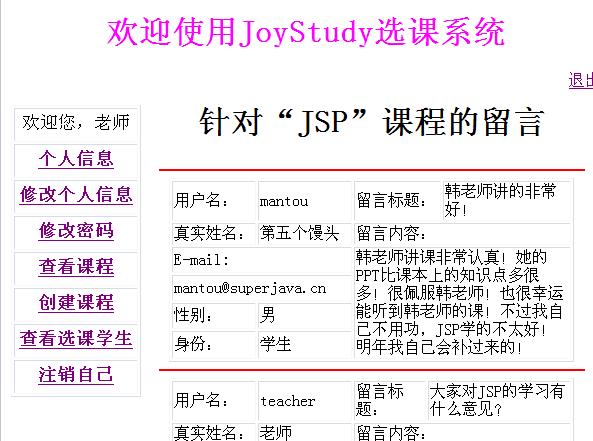 欢迎使用JoyStudy选课系统
退出
欢迎您，老师
个人信息
修改个人信息
修改密码
查看课程
创建课程
查看选课学生
注销自己
针对“JSP”课程的留言
用户名： mantou 留言标题： 韩老师讲的非常
好！
真实姓名： 第五个馒头 留言内容：
E-mail:
mantou@superjava.cn
性别： 男
身份： 学生
韩老师讲课非常认真！她的
PPT比课本上的知识点多很
多！很佩服韩老师！也很幸运
能听到韩老师的课！不过我自
己不用功，JSP学的不太好！
明年我自己会补过来的！
用户名： teacher 留言标
题： 大家对JSP的学习有
什么意见？
真实姓名： 老师 留言内容：